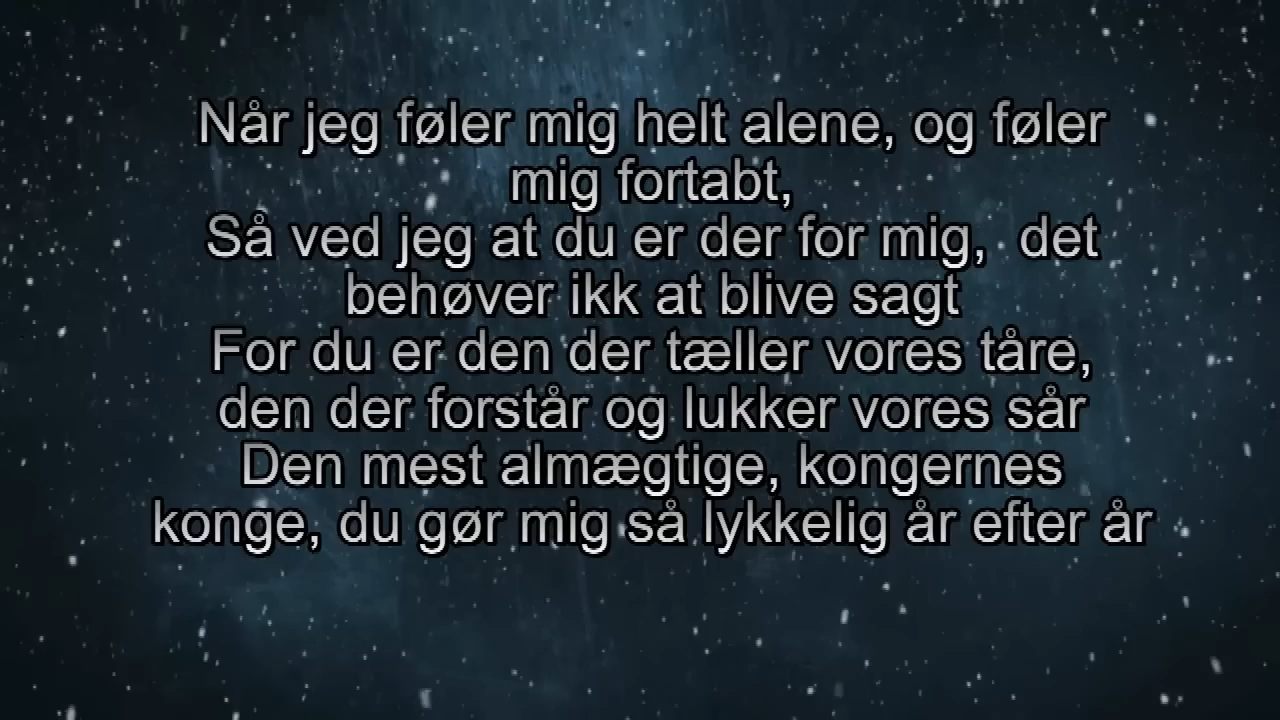 Når jeg føler mig helt alene, og føler
mig fortabt,
Så ved jeg at du er der for mig,  det
behøver ikk at blive sagt
For du er den der tæller vores tåre,
den der forstår og lukker vores sår
Den mest almægtige, kongernes
konge, du gør mig så lykkelig år efter år